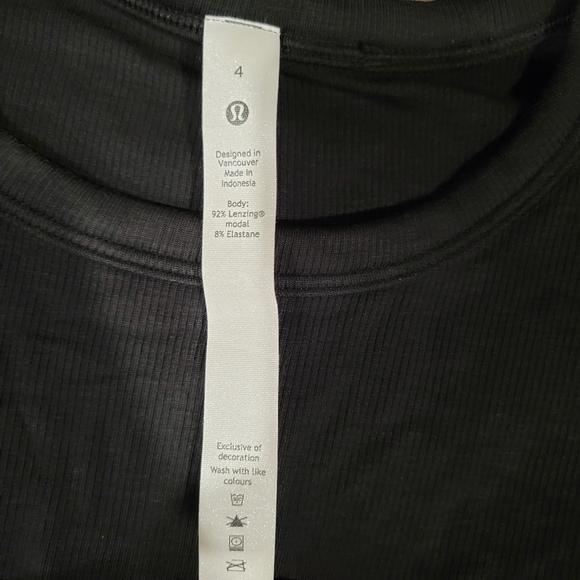 4
Designed in
Vancouver
Made in
Indonesia
Body:
92% Lenzing®
modal
8% Elastane
Exclusive of
decoration
Wash with like
colours